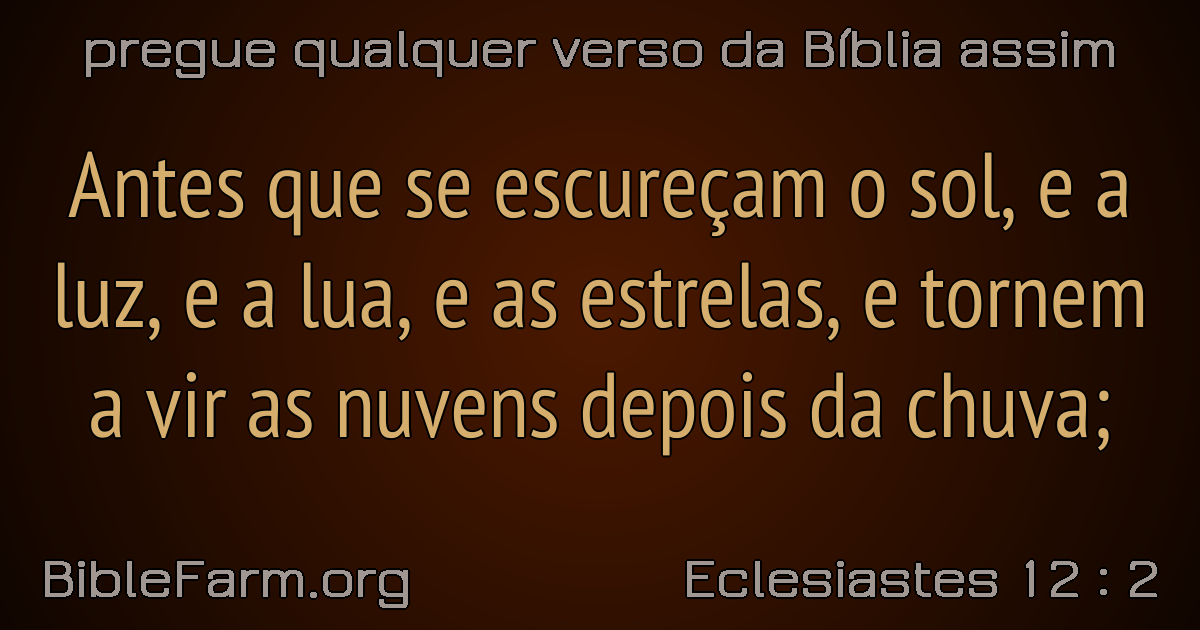 pregue qualquer verso da Bíblia assim
Antes que se escureçam o sol, e a
luz, e a lua, e as estrelas, e tornem
a vir as nuvens depois da chuva;
BibleFarm.org
Eclesiastes 12 : 2